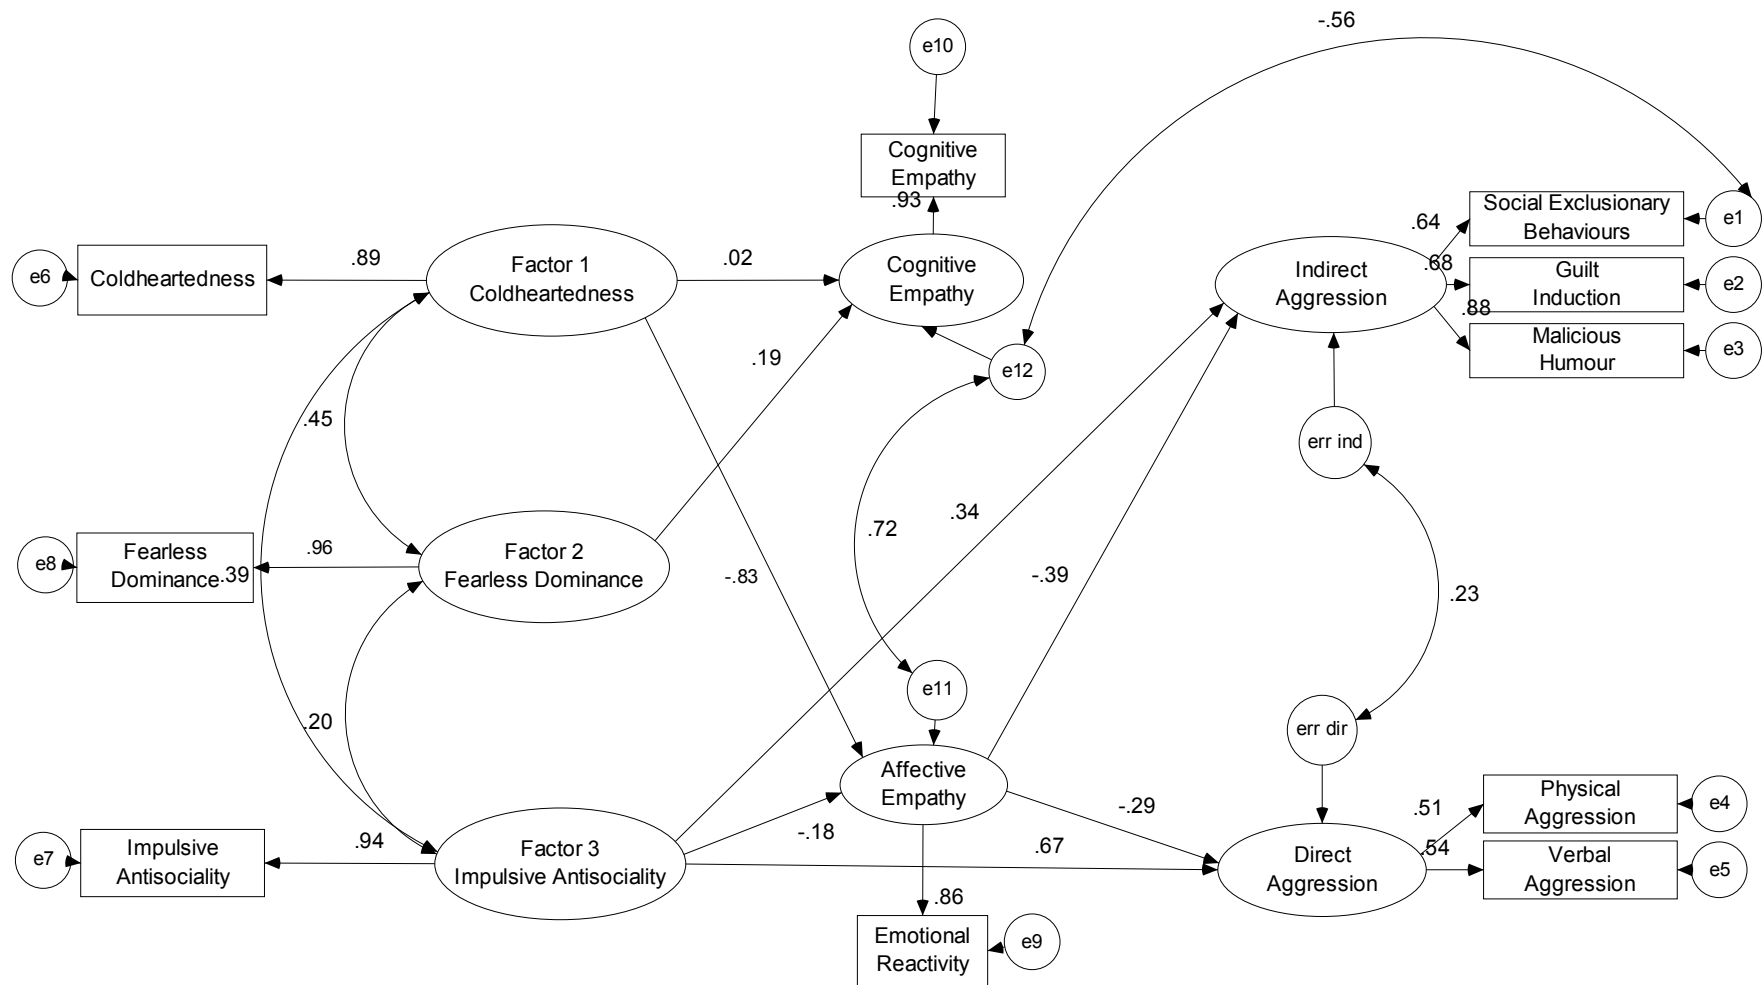 -.56
e10
Cognitive
Empathy
.93
Social Exclusionary
Behaviours
e1
.64
e6
Coldheartedness
.89
Factor 1
Coldheartedness
.02
Cognitive
Empathy
Indirect
Aggression
.68
Guilt
Induction
e2
.88
Malicious
Humour
e3
.19
e12
.45
err ind
.34
.72
e8
Fearless
Dominance
.39
.96
Factor 2
Fearless Dominance
-.83
-.39
.23
e11
.20
err dir
Affective
Empathy
Physical
Aggression
e4
-.29
.51
e7
Impulsive
Antisociality
.94
Factor 3
Impulsive Antisociality
-.18
.67
Direct
Aggression
.54
Verbal
Aggression
e5
.86
Emotional
Reactivity
e9